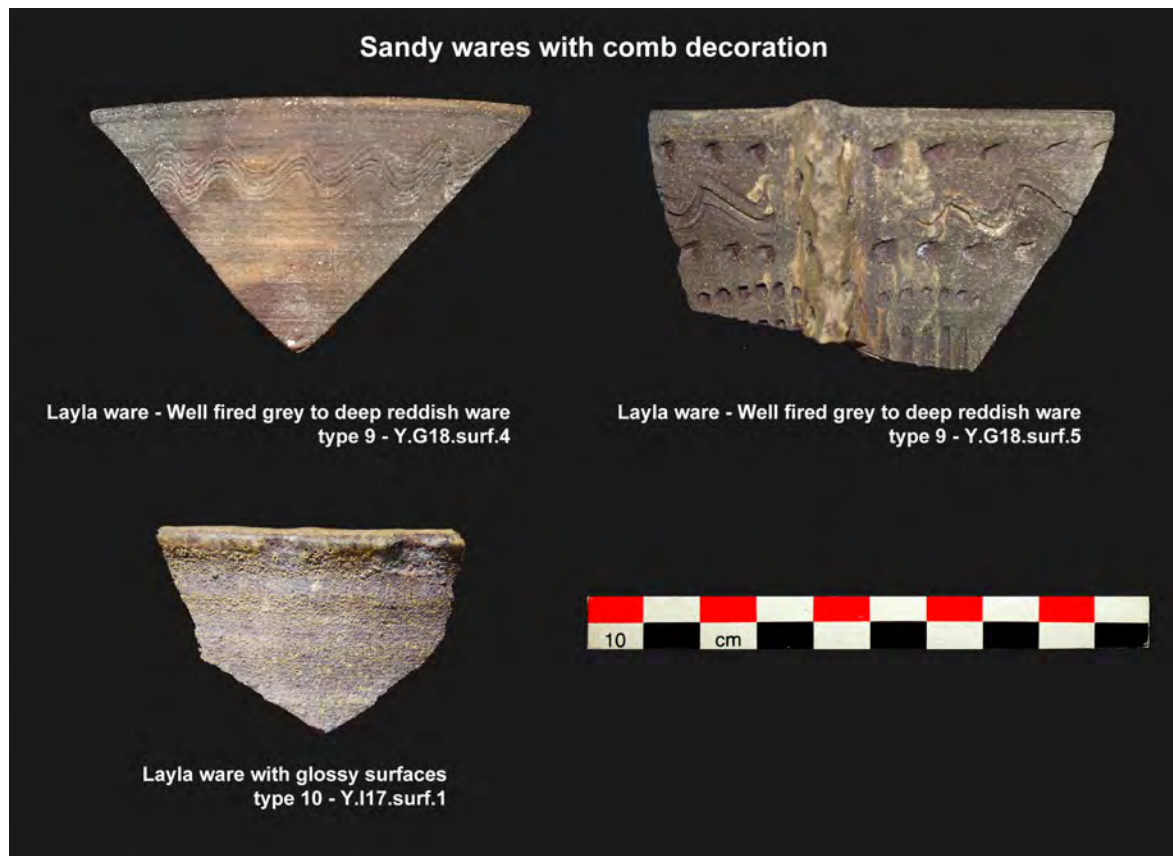 Sandy wares with comb decoration
Layla ware - Well fired grey to deep reddish ware
type 9 - Y.G18.surf.4
Layla ware - Well fired grey to deep reddish ware
type 9 - Y.G18.surf.5
10 cm
Layla ware with glossy surfaces
type 10 - Y.I17.surf.1